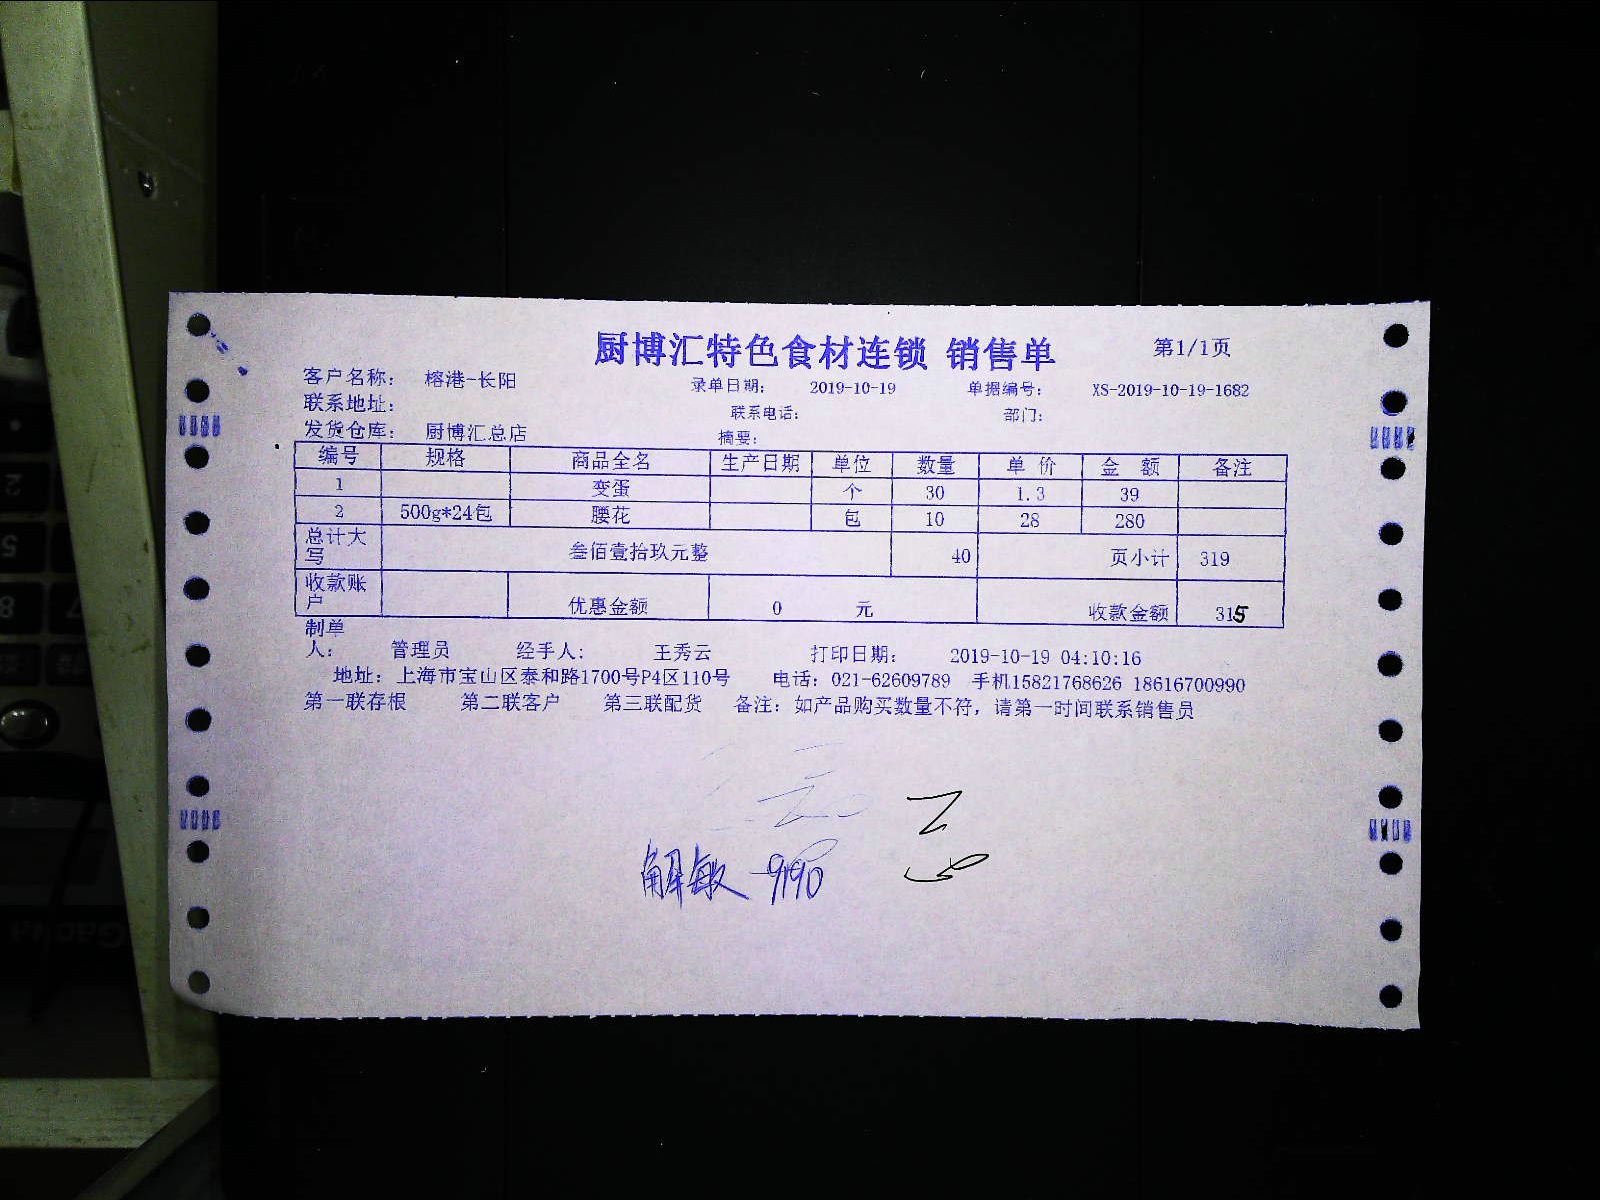 厨博汇特色食材连锁 销售单 第1/1页
客户名称： 榕港-长阳 录单日期： 2019-10-19 单据编号： XS-2019-10-19-1682
联系地址： 联系电话： 部门：
发货仓库： 厨博汇总店 摘要：
编号 规格 商品全名 生产日期 单位 数量 单 价 金 额 备注
1 变蛋 个 30 1.3 39
2 500g*24包 腰花 包 10 28 280
总计大写 叁佰壹拾玖元整 40 页小计 319
收款账户 优惠金额 0 元 收款金额 315
制单人： 管理员 经手人： 王秀云 打印日期： 2019-10-19 04:10:16
地址：上海市宝山区泰和路1700号P4区110号 电话：021-62609789 手机15821768626 18616700990
第一联存根 第二联客户 第三联配货 备注：如产品购买数量不符，请第一时间联系销售员
解敏 9190